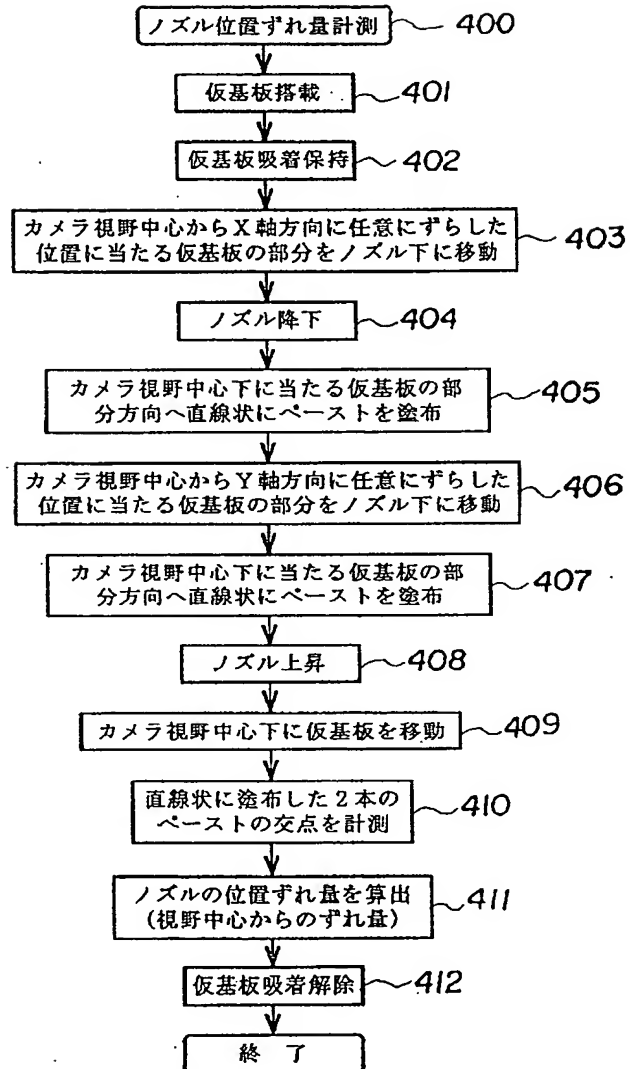 ノズル位置ずれ量計測 400
仮基板搭載 401
仮基板吸着保持 402
カメラ視野中心からX軸方向に任意にずらした
位置に当たる仮基板の部分をノズル下に移動 403
ノズル降下 404
カメラ視野中心下に当たる仮基板の部
分方向へ直線状にペーストを塗布 405
カメラ視野中心からY軸方向に任意にずらした
位置に当たる仮基板の部分をノズル下に移動 406
カメラ視野中心下に当たる仮基板の部
分方向へ直線状にペーストを塗布 407
ノズル上昇 408
カメラ視野中心下に仮基板を移動 409
直線状に塗布した2本の
ペーストの交点を計測 410
ノズルの位置ずれ量を算出
(視野中心からのずれ量) 411
仮基板吸着解除 412
終 了